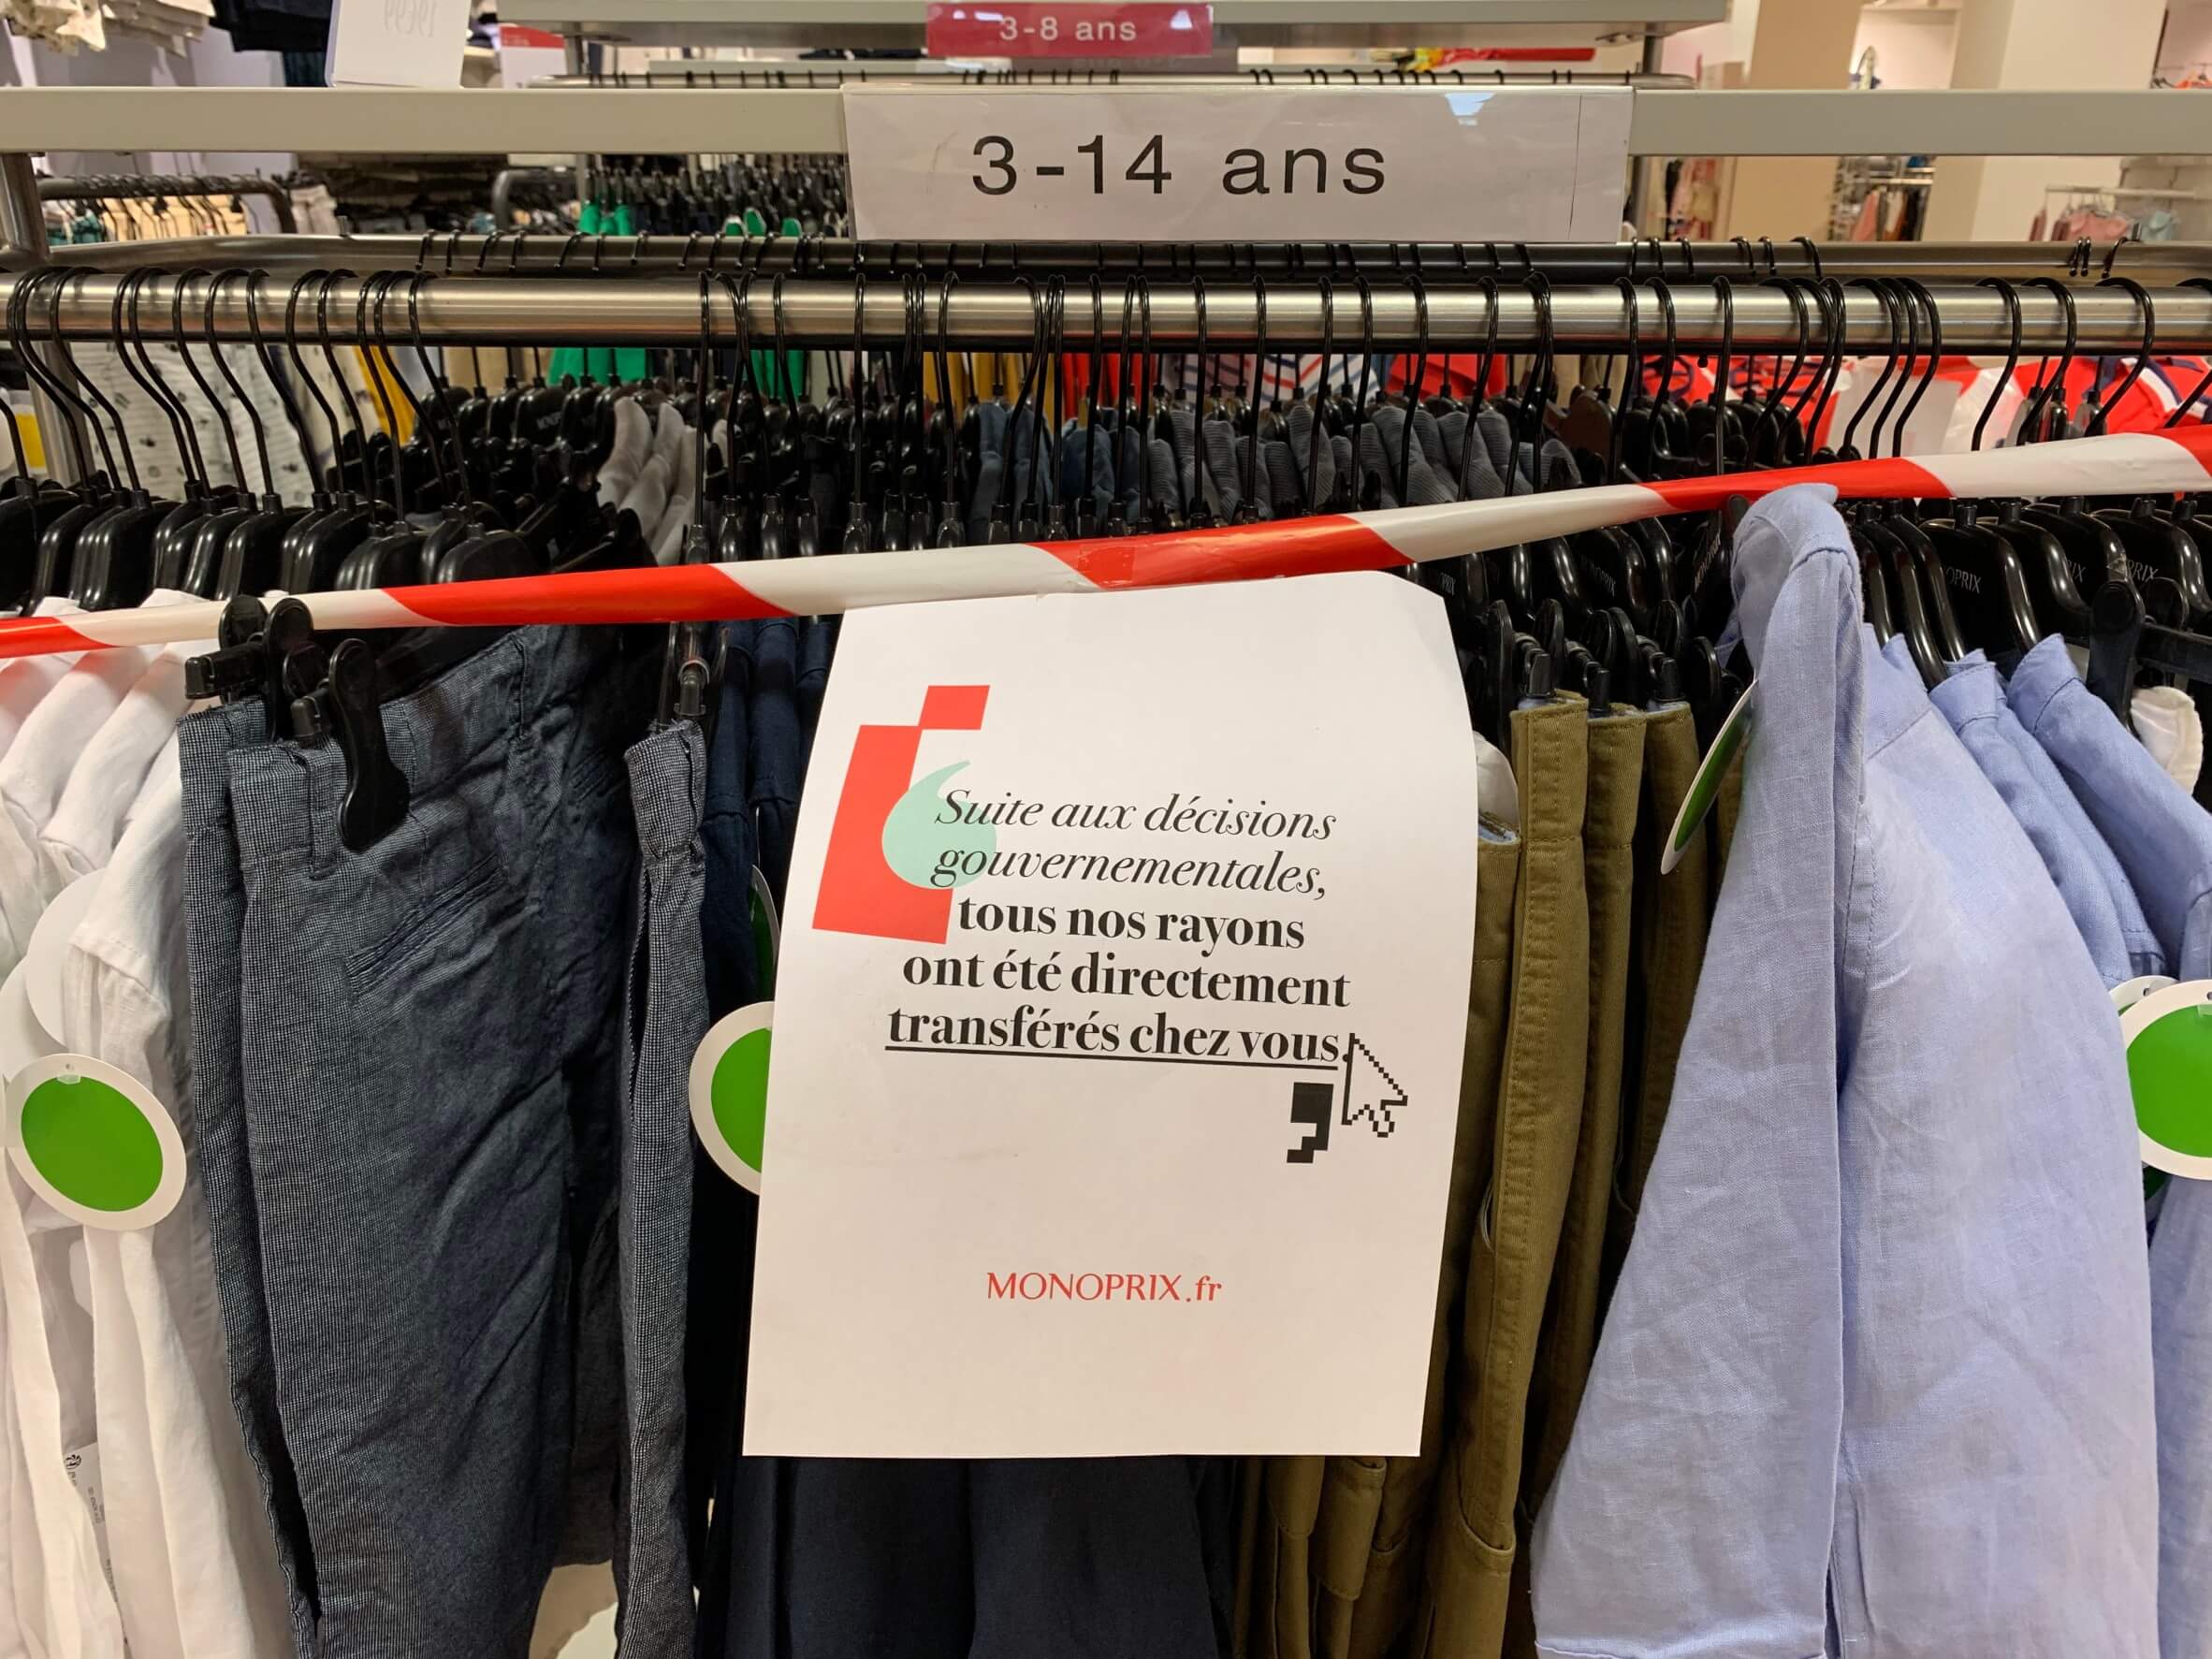 3-8 ans
3-14 ans
Suite aux décisions
gouvernementales,
tous nos rayons
ont été directement
transférés chez vous.
MONOPRIX.fr